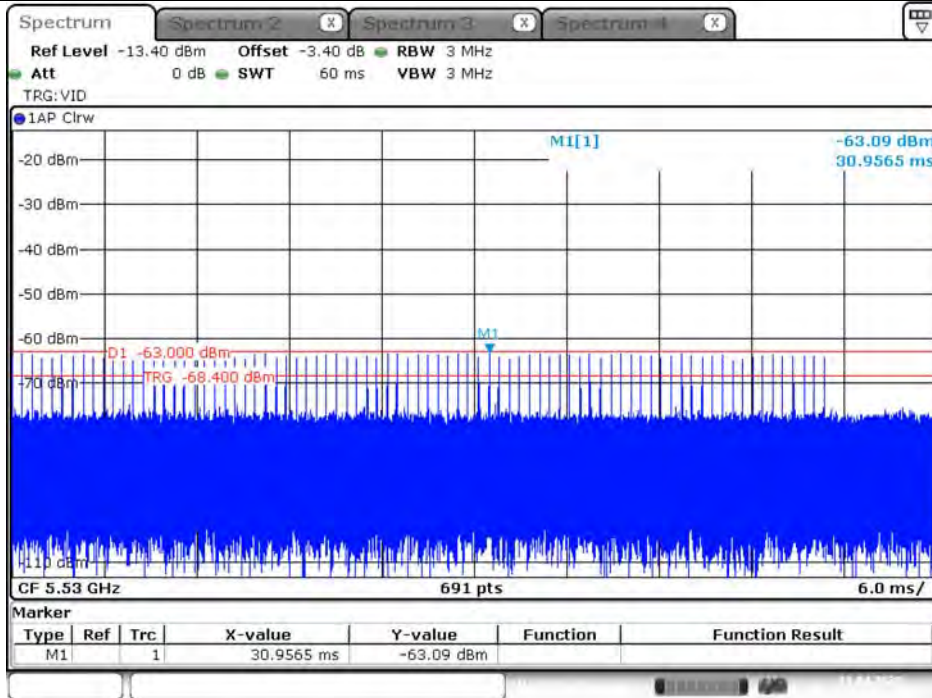 Spectrum Spectrum 2 X Spectrum 3 X Spectrum 4 X
Ref Level -13.40 dBm Offset -3.40 dB RBW 3 MHz
Att 0 dB SWT 60 ms VBW 3 MHz
TRG:VID
1AP Clrw
M1[1] -63.09 dBm
30.9565 ms
-20 dBm
-30 dBm
-40 dBm
-50 dBm
-60 dBm
M1
D1 -63.000 dBm
TRG -68.400 dBm
-70 dBm
-110 dBm
CF 5.53 GHz 691 pts 6.0 ms/
Marker
Type Ref Trc X-value Y-value Function Function Result
M1 1 30.9565 ms -63.09 dBm